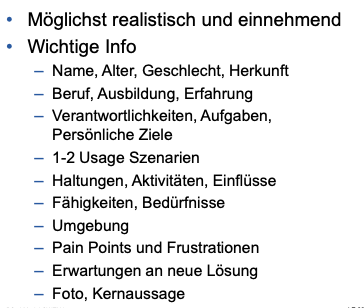 • Möglichst realistisch und einnehmend
• Wichtige Info
– Name, Alter, Geschlecht, Herkunft
– Beruf, Ausbildung, Erfahrung
– Verantwortlichkeiten, Aufgaben,
Persönliche Ziele
– 1-2 Usage Szenarien
– Haltungen, Aktivitäten, Einflüsse
– Fähigkeiten, Bedürfnisse
– Umgebung
– Pain Points und Frustrationen
– Erwartungen an neue Lösung
– Foto, Kernaussage